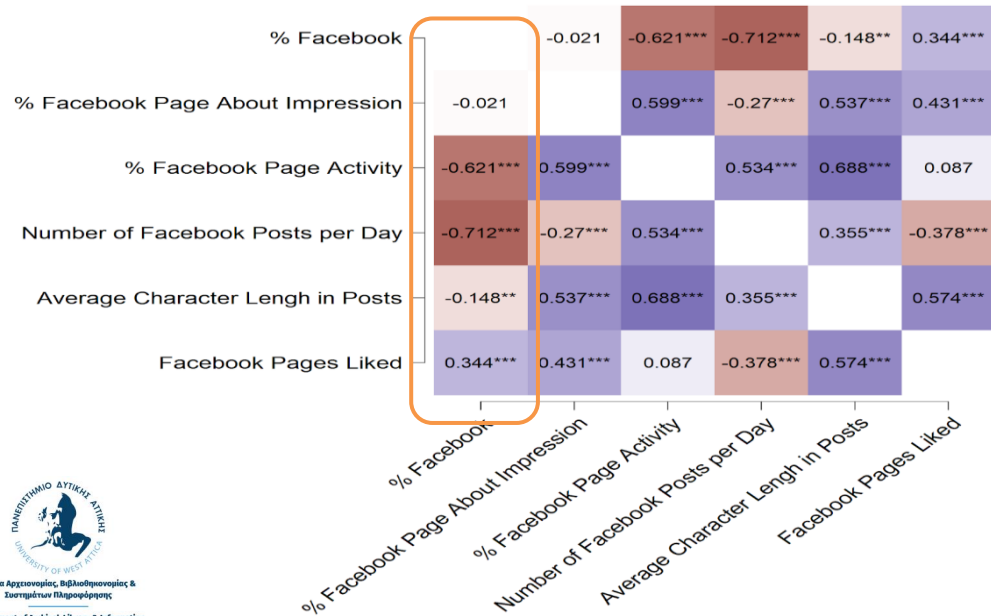 % Facebook -0.021 -0.621*** -0.712*** -0.148** 0.344***
% Facebook Page About Impression -0.021 0.599*** -0.27*** 0.537*** 0.431***
% Facebook Page Activity -0.621*** 0.599*** 0.534*** 0.688*** 0.087
Number of Facebook Posts per Day -0.712*** -0.27*** 0.534*** 0.355*** -0.378***
Average Character Lengh in Posts -0.148** 0.537*** 0.688*** 0.355*** 0.574***
Facebook Pages Liked 0.344*** 0.431*** 0.087 -0.378*** 0.574***
% Facebook
% Facebook Page About Impression
% Facebook Page Activity
Number of Facebook Posts per Day
Average Character Lengh in Posts
Facebook Pages Liked
ΠΑΝΕΠΙΣΤΗΜΙΟ ΔΥΤΙΚΗΣ ΑΤΤΙΚΗΣ
UNIVERSITY OF WEST ATTICA
α Αρχειονομίας, Βιβλιοθηκονομίας &
Συστημάτων Πληροφόρησης